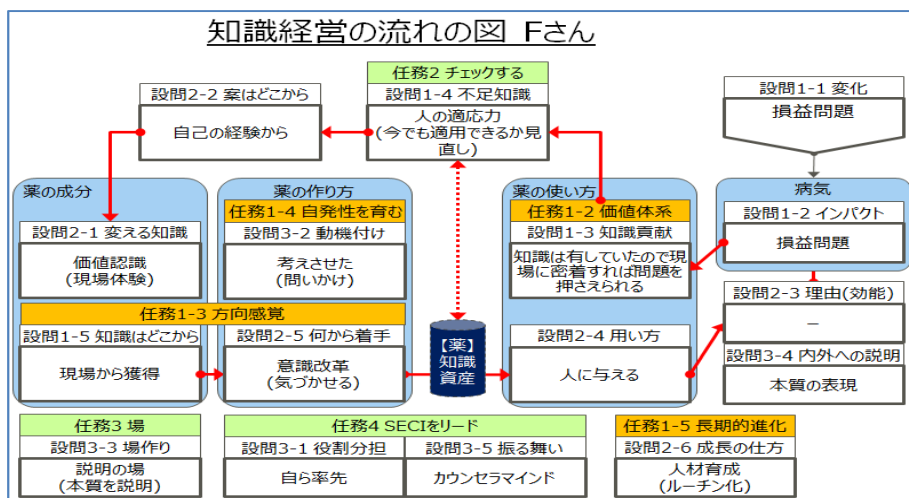 知識経営の流れの図 Fさん
任務2 チェックする
設問1-4 不足知識
人の適応力
(今でも適用できるか見
直し)
設問2-2 案はどこから
自己の経験から
設問1-1 変化
損益問題
薬の成分
設問2-1 変える知識
価値認識
(現場体験)
薬の作り方
任務1-4 自発性を育む
設問3-2 動機付け
考えさせた
(問いかけ)
薬の使い方
任務1-2 価値体系
設問1-3 知識貢献
知識は有していたので現
場に密着すれば問題を
押さえられる
病気
設問1-2 インパクト
損益問題
任務1-3 方向感覚
設問1-5 知識はどこから
現場から獲得
設問2-5 何から着手
意識改革
(気づかせる)
【薬】
知識
資産
設問2-4 用い方
人に与える
設問2-3 理由(効能)
–
設問3-4 内外への説明
本質の表現
任務3 場
設問3-3 場作り
説明の場
(本質を説明)
任務4 SECIをリード
設問3-1 役割分担
自ら率先
設問3-5 振る舞い
カウンセラマインド
任務1-5 長期的進化
設問2-6 成長の仕方
人材育成
(ルーチン化)